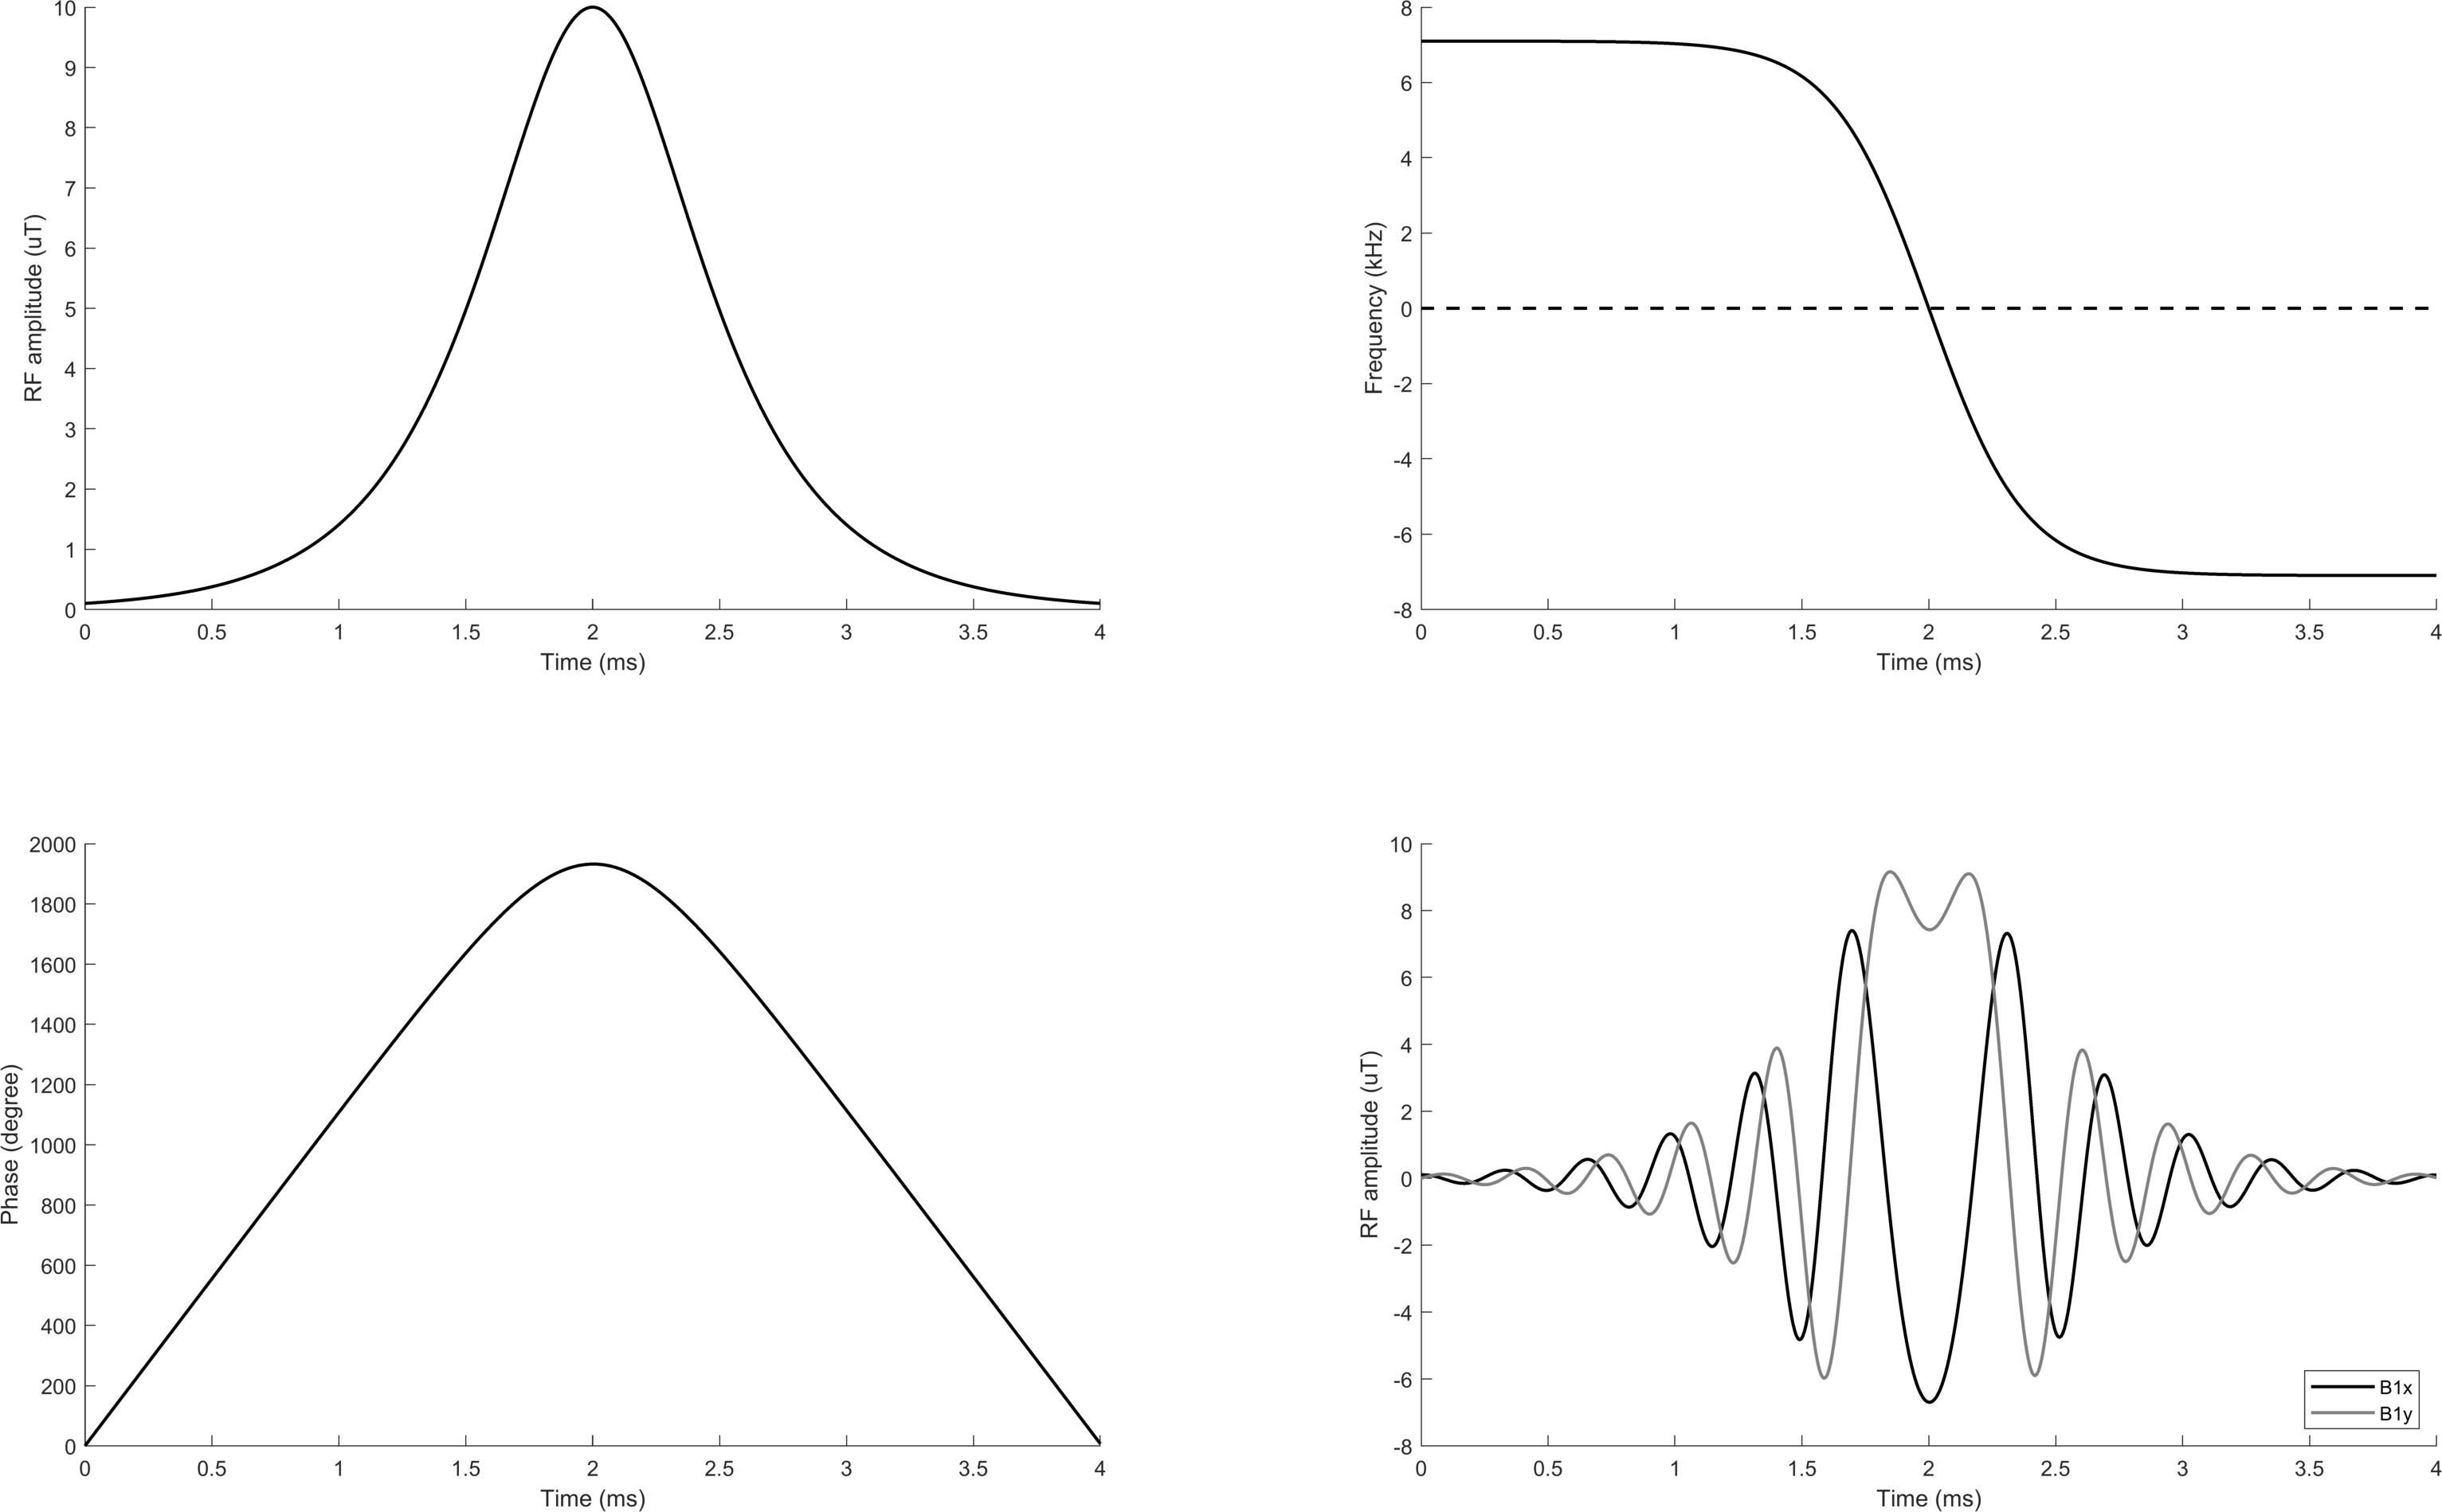 10
9
8
7
6
5
4
3
2
1
0
RF amplitude (uT)
0 0.5 1 1.5 2 2.5 3 3.5 4
Time (ms)
8
6
4
2
0
-2
-4
-6
-8
Frequency (kHz)
0 0.5 1 1.5 2 2.5 3 3.5 4
Time (ms)
2000
1800
1600
1400
1200
1000
800
600
400
200
0
Phase (degree)
0 0.5 1 1.5 2 2.5 3 3.5 4
Time (ms)
10
8
6
4
2
0
-2
-4
-6
-8
RF amplitude (uT)
B1x
B1y
0 0.5 1 1.5 2 2.5 3 3.5 4
Time (ms)